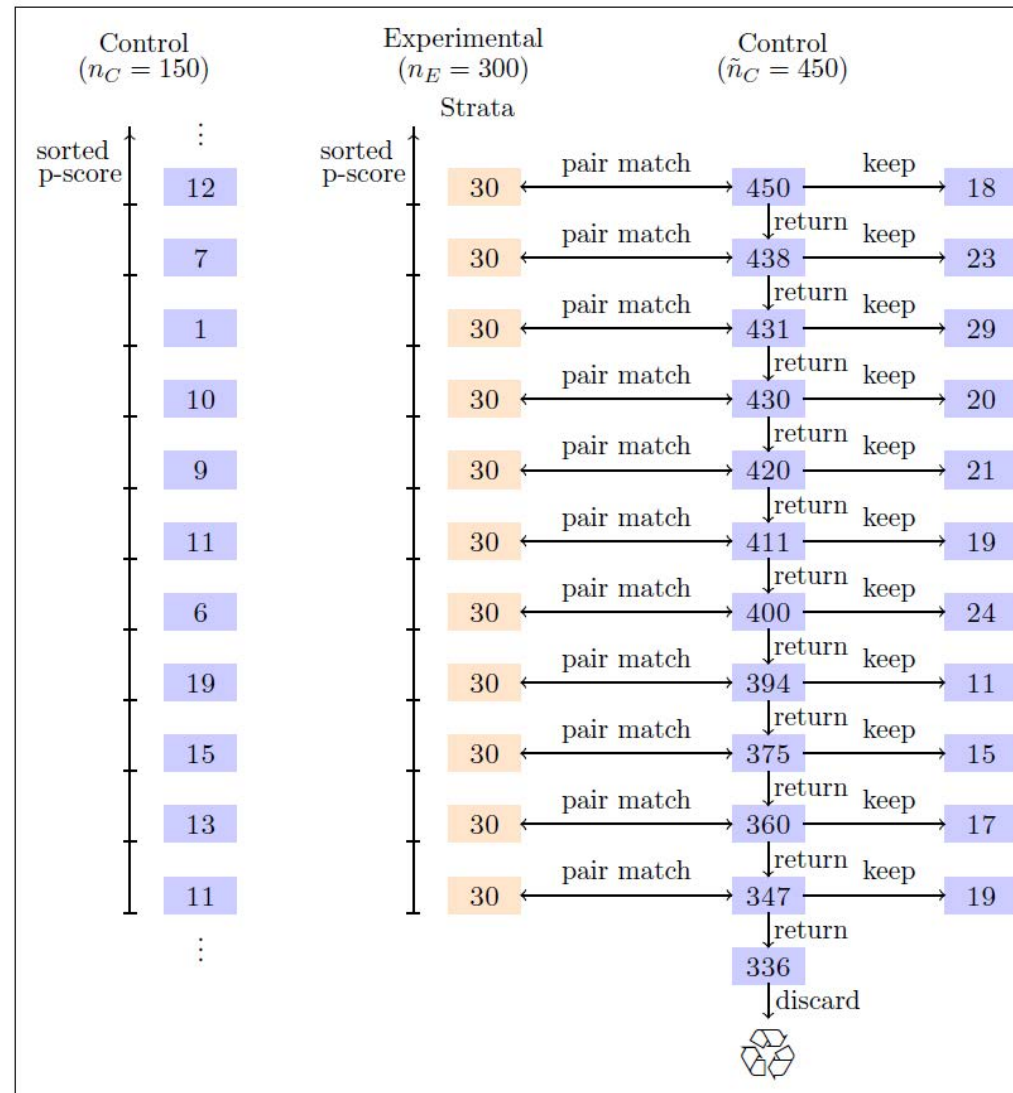 Control
(n_C = 150)
Experimental
(n_E = 300)
Control
(ñ_C = 450)
Strata
⋮
sorted
p-score
sorted
p-score
12
30
pair match
450
keep
18
return
7
30
pair match
438
keep
23
return
1
30
pair match
431
keep
29
return
10
30
pair match
430
keep
20
return
9
30
pair match
420
keep
21
return
11
30
pair match
411
keep
19
return
6
30
pair match
400
keep
24
return
19
30
pair match
394
keep
11
return
15
30
pair match
375
keep
15
return
13
30
pair match
360
keep
17
return
11
30
pair match
347
keep
19
return
⋮
336
discard